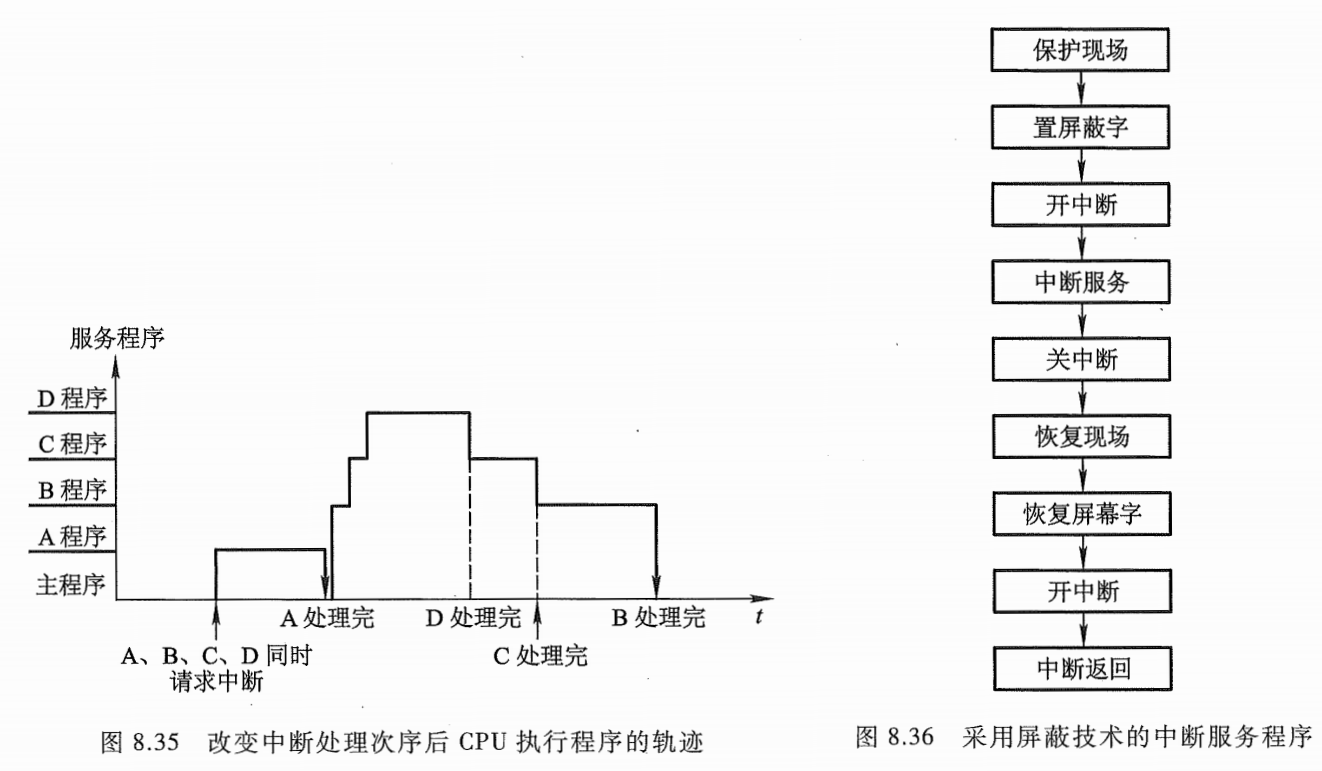 服务程序
D 程序
C 程序
B 程序
A 程序
主程序
A 处理完
D 处理完
B 处理完
t
A、B、C、D 同时
请求中断
C 处理完
图 8.35 改变中断处理次序后 CPU 执行程序的轨迹
保护现场
置屏蔽字
开中断
中断服务
关中断
恢复现场
恢复屏幕字
开中断
中断返回
图 8.36 采用屏蔽技术的中断服务程序